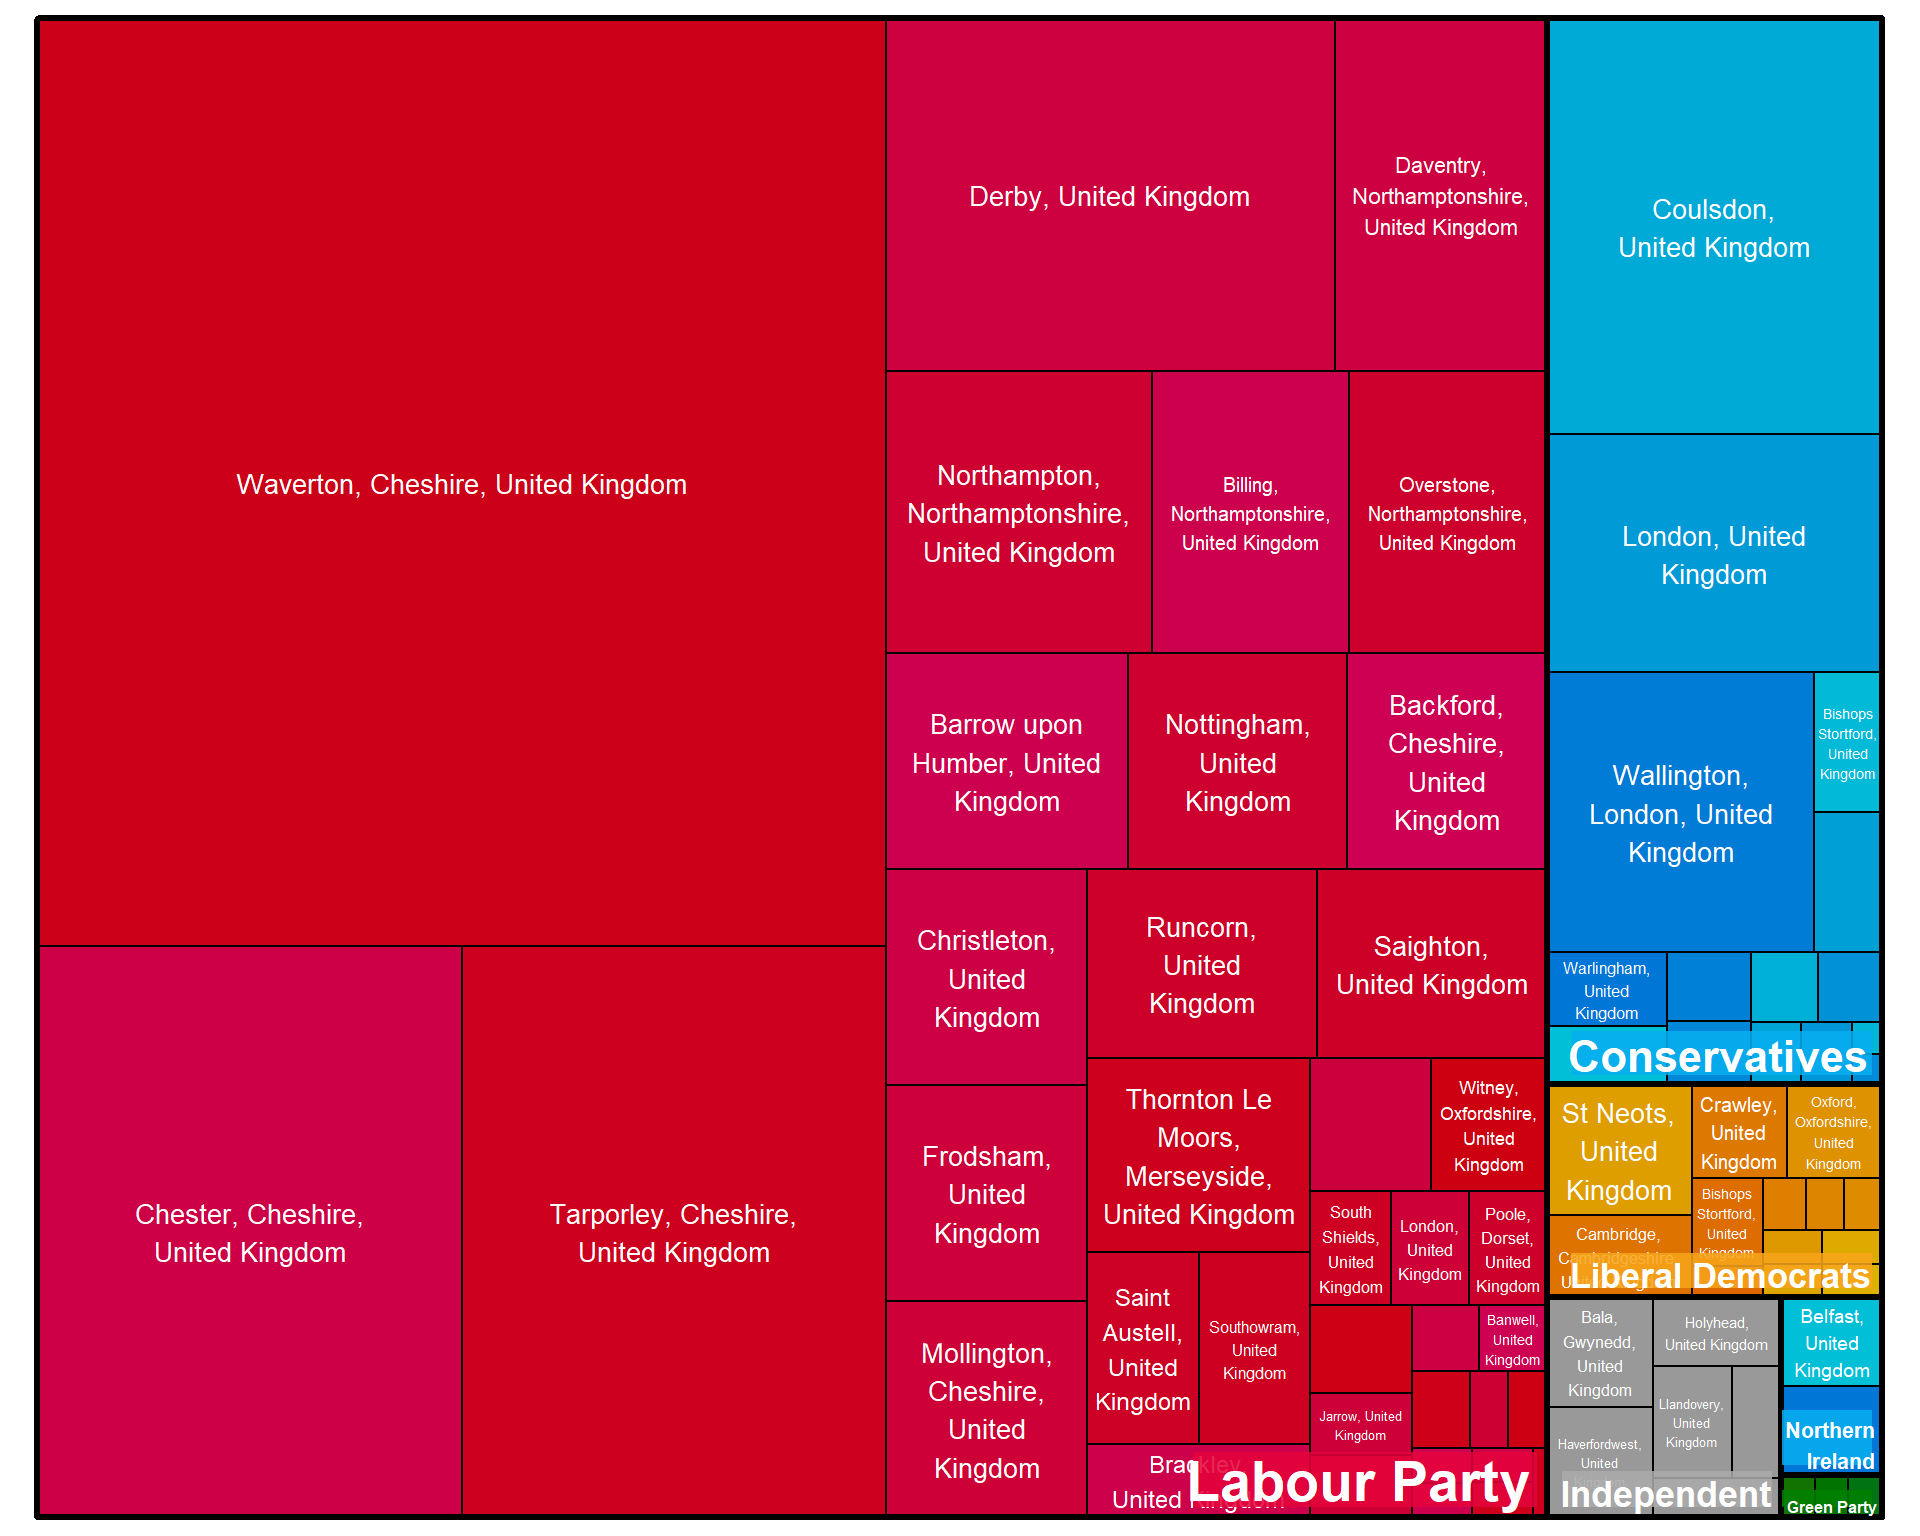 Waverton, Cheshire, United Kingdom
Chester, Cheshire,
United Kingdom
Tarporley, Cheshire,
United Kingdom
Derby, United Kingdom
Daventry,
Northamptonshire,
United Kingdom
Northampton,
Northamptonshire,
United Kingdom
Billing,
Northamptonshire,
United Kingdom
Overstone,
Northamptonshire,
United Kingdom
Barrow upon
Humber, United
Kingdom
Nottingham,
United
Kingdom
Backford,
Cheshire,
United
Kingdom
Christleton,
United
Kingdom
Frodsham,
United
Kingdom
Mollington,
Cheshire,
United
Kingdom
Runcorn,
United
Kingdom
Saighton,
United Kingdom
Thornton Le
Moors,
Merseyside,
United Kingdom
Witney,
Oxfordshire,
United
Kingdom
South
Shields,
United
Kingdom
London,
United
Kingdom
Poole,
Dorset,
United
Kingdom
Saint
Austell,
United
Kingdom
Southowram,
United
Kingdom
Banwell,
United
Kingdom
Jarrow, United
Kingdom
Brackley
United Kingdom
Labour Party
Coulsdon,
United Kingdom
London, United
Kingdom
Wallington,
London, United
Kingdom
Bishops
Stortford,
United
Kingdom
Warlingham,
United
Kingdom
Conservatives
St Neots,
United
Kingdom
Crawley,
United
Kingdom
Oxford,
Oxfordshire,
United
Kingdom
Bishops
Stortford,
United
Kingdom
Cambridge,
Cambridgeshire
Liberal Democrats
Bala,
Gwynedd,
United
Kingdom
Holyhead,
United Kingdom
Llandovery,
United
Kingdom
Haverfordwest,
United
Independent
Belfast,
United
Kingdom
Northern
Ireland
Green Party